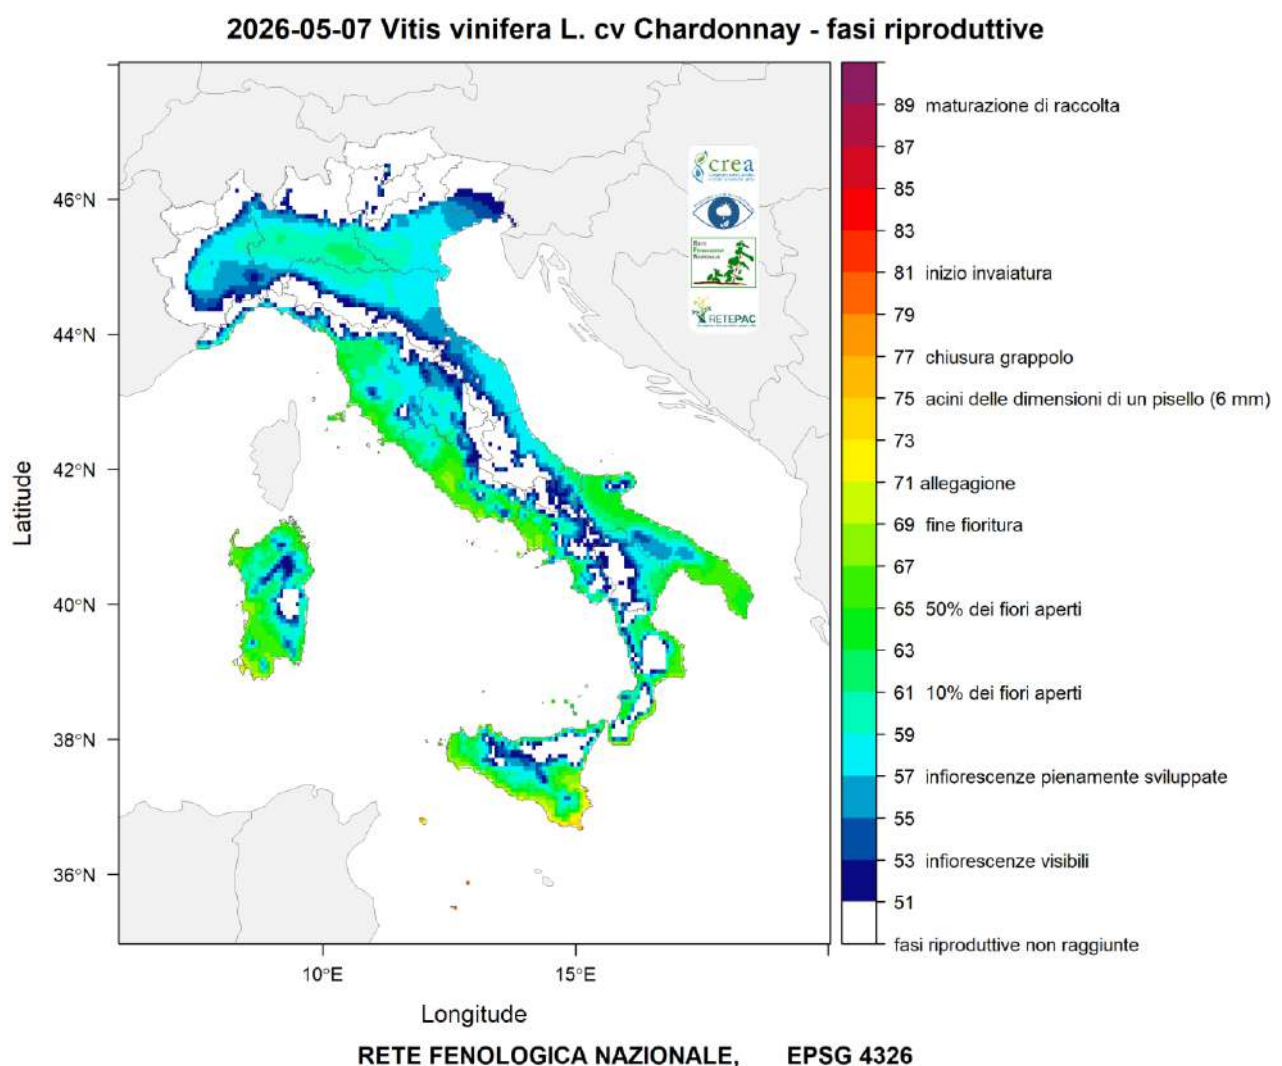 2026-05-07 Vitis vinifera L. cv Chardonnay - fasi riproduttive
89 maturazione di raccolta
87
85
83
81 inizio invaiatura
79
77 chiusura grappolo
75 acini delle dimensioni di un pisello (6 mm)
73
71 allegagione
69 fine fioritura
67
65 50% dei fiori aperti
63
61 10% dei fiori aperti
59
57 infiorescenze pienamente sviluppate
55
53 infiorescenze visibili
51
fasi riproduttive non raggiunte
crea
RETE
FENOLOGICA
NAZIONALE
RETEPAC
46°N
44°N
42°N
40°N
38°N
36°N
Latitude
10°E
15°E
Longitude
RETE FENOLOGICA NAZIONALE, EPSG 4326